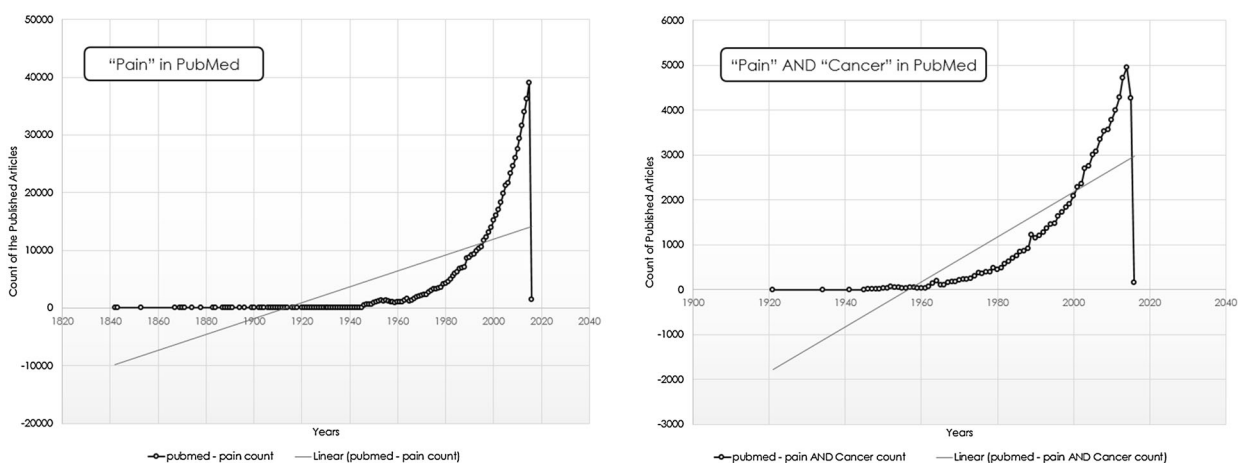 “Pain” in PubMed
Count of the Published Articles
50000
40000
30000
20000
10000
0
-10000
-20000
1820 1840 1860 1880 1900 1920 1940 1960 1980 2000 2020 2040
Years
pubmed - pain count Linear (pubmed - pain count)
“Pain” AND “Cancer” in PubMed
Count of Published Articles
6000
5000
4000
3000
2000
1000
0
-1000
-2000
-3000
1900 1920 1940 1960 1980 2000 2020 2040
Years
pubmed - pain AND Cancer count Linear (pubmed - pain AND Cancer count)